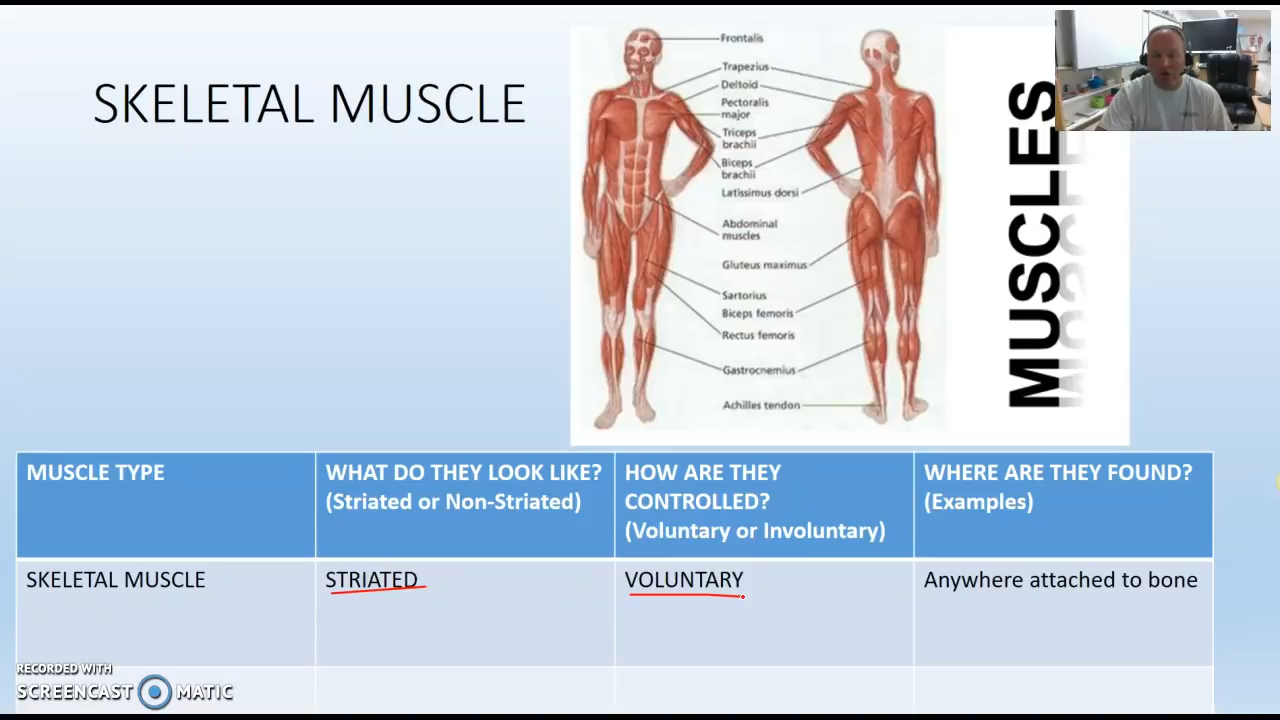 SKELETAL MUSCLE
Frontalis
Trapezius
Deltoid
Pectoralis
major
Triceps
brachii
Biceps
brachii
Latissimus dorsi
Abdominal
muscles
Gluteus maximus
Sartorius
Biceps femoris
Rectus femoris
Gastrocnemius
Achilles tendon
MUSCLES
MUSCLE TYPE
WHAT DO THEY LOOK LIKE?
(Striated or Non-Striated)
HOW ARE THEY
CONTROLLED?
(Voluntary or Involuntary)
WHERE ARE THEY FOUND?
(Examples)
SKELETAL MUSCLE
STRIATED
VOLUNTARY
Anywhere attached to bone
RECORDED WITH
SCREENCAST MATIC